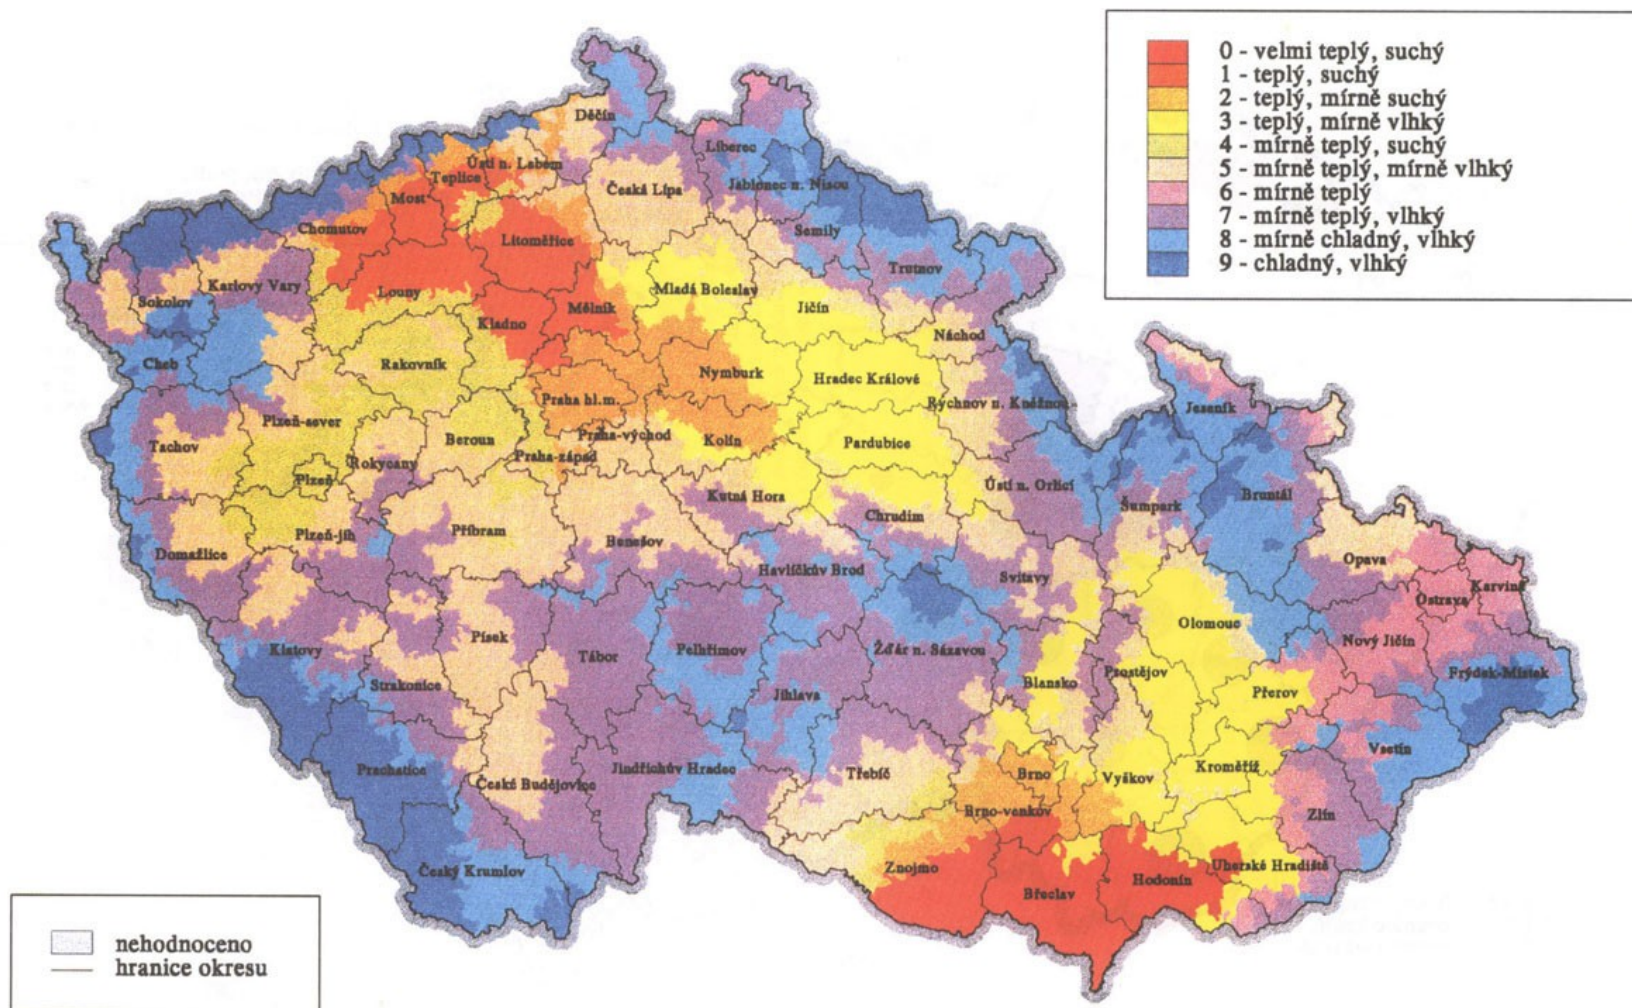 0 - velmi teplý, suchý
1 - teplý, suchý
2 - teplý, mírně suchý
3 - teplý, mírně vlhký
4 - mírně teplý, suchý
5 - mírně teplý, mírně vlhký
6 - mírně teplý
7 - mírně teplý, vlhký
8 - mírně chladný, vlhký
9 - chladný, vlhký
Děčín
Liberec
Ústí n. Labem
Teplice
Česká Lípa
Jablonec n. Nisou
Most
Chomutov
Litoměřice
Semily
Trutnov
Karlovy Vary
Sokolov
Louny
Mladá Boleslav
Jičín
Mělník
Kladno
Náchod
Cheb
Rakovník
Nymburk
Hradec Králové
Praha hl.m.
Rychnov n. Kněžnou
Jeseník
Plzeň-sever
Tachov
Beroun
Praha-východ
Kolín
Pardubice
Praha-západ
Rokycany
Plzeň
Kutná Hora
Ústí n. Orlicí
Bruntál
Šumpark
Chrudim
Plzeň-jih
Příbram
Benešov
Domažlice
Opava
Havlíčkův Brod
Svitavy
Karviná
Ostrava
Olomouc
Písek
Klatovy
Tábor
Pelhřimov
Žďár n. Sázavou
Nový Jičín
Frýdek-Místek
Strakonice
Jihlava
Blansko
Prostějov
Přerov
Vsetín
Prachatice
České Budějovice
Jindřichův Hradec
Třebíč
Brno
Vyškov
Kroměříž
Brno-venkov
Zlín
Český Krumlov
Znojmo
Břeclav
Hodonín
Uherské Hradiště
nehodnoceno
hranice okresu